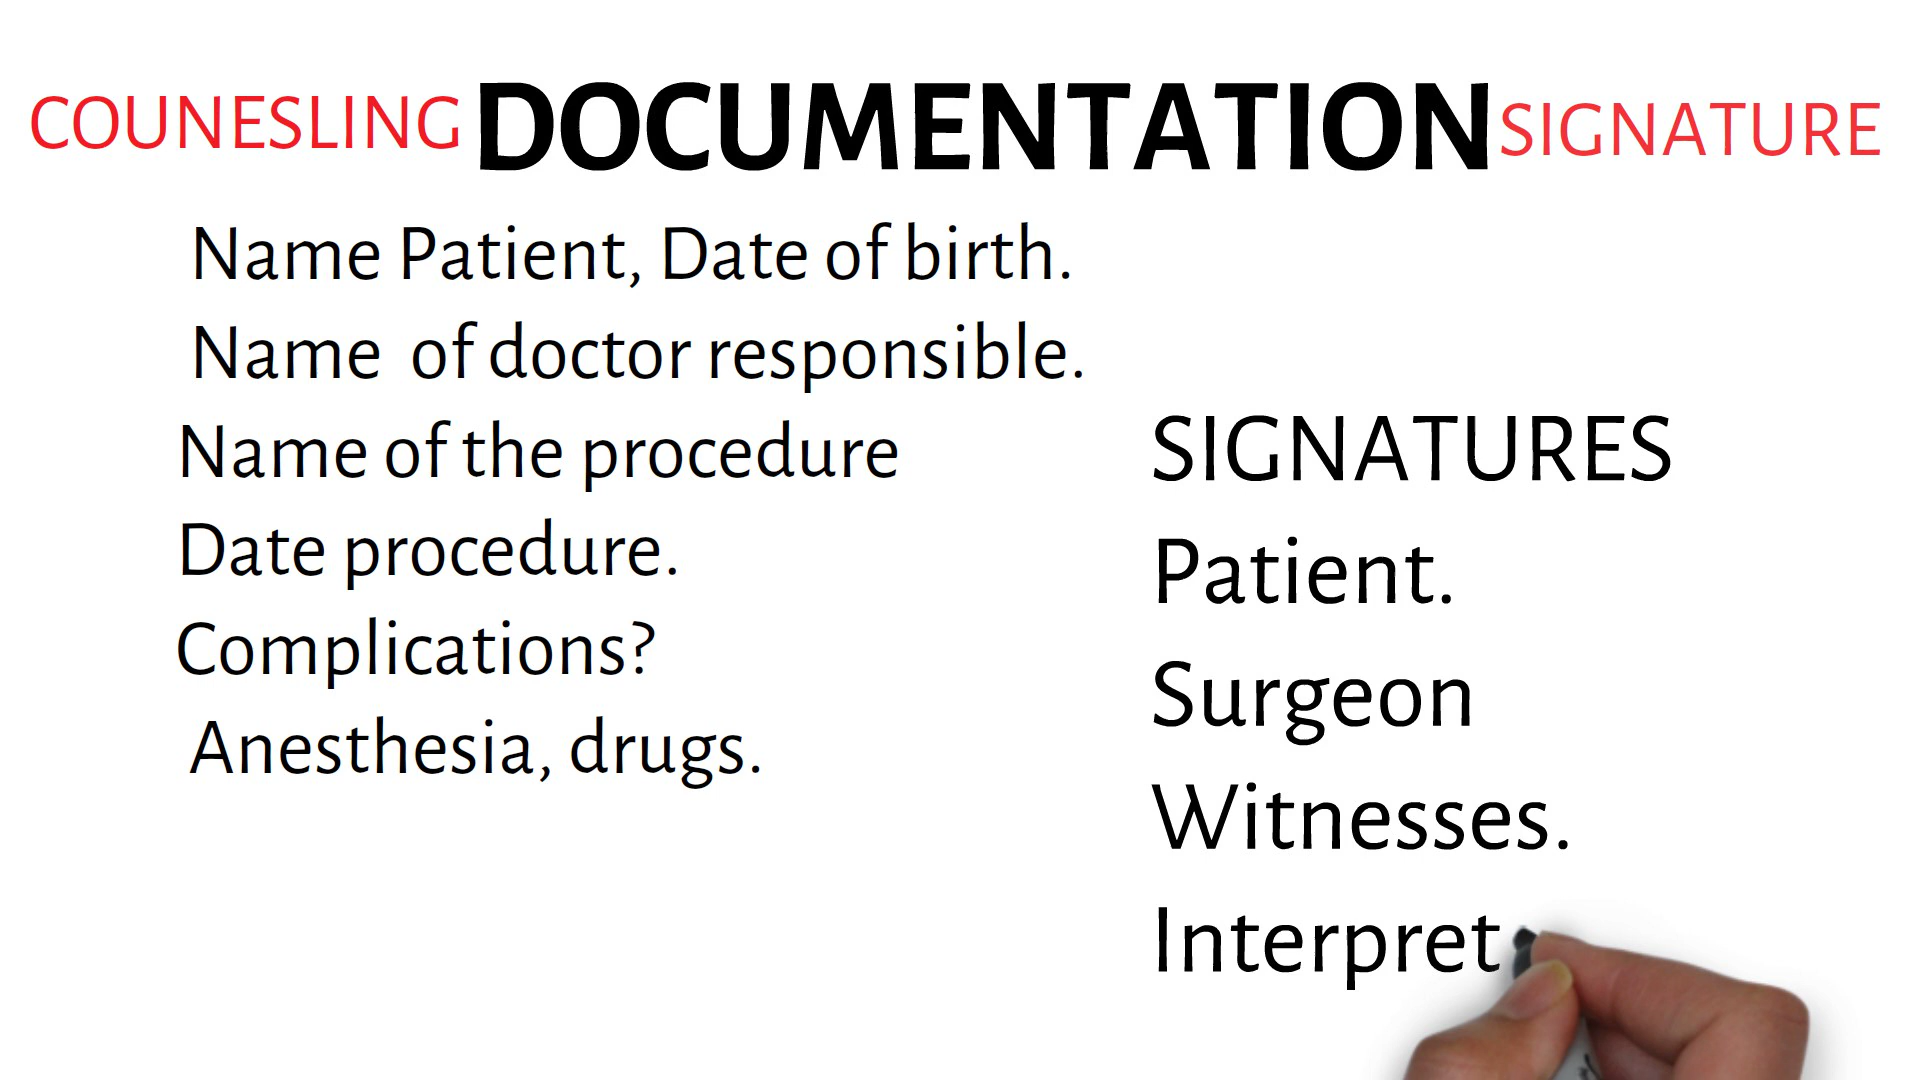 COUNESLING DOCUMENTATION SIGNATURE
Name Patient, Date of birth.
Name of doctor responsible.
Name of the procedure
Date procedure.
Complications?
Anesthesia, drugs.
SIGNATURES
Patient.
Surgeon
Witnesses.
Interpret